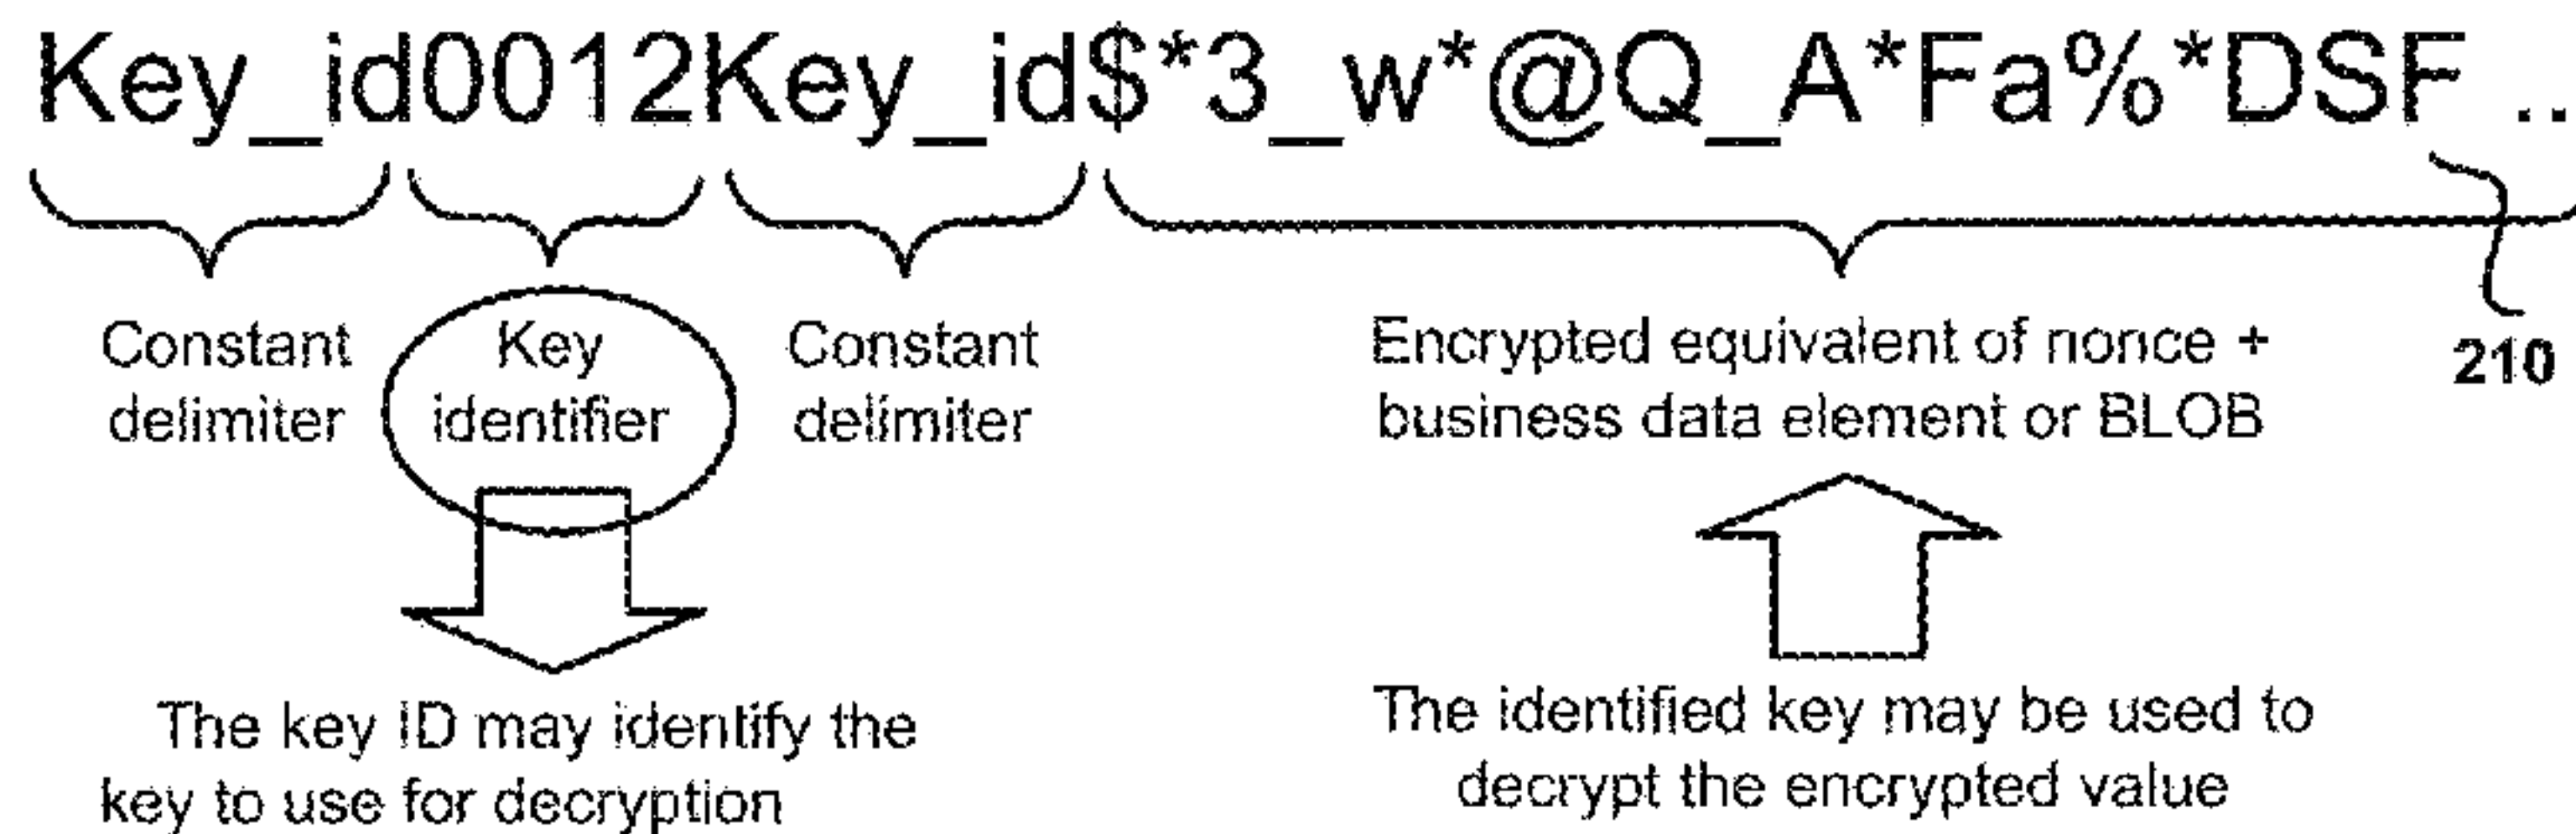 Key_id0012Key_id$*3_w*@Q_A*Fa%*DSF ..
Constant Key Constant Encrypted equivalent of nonce + 210
delimiter identifier delimiter business data element or BLOB
The key ID may identify the The identified key may be used to
key to use for decryption decrypt the encrypted value